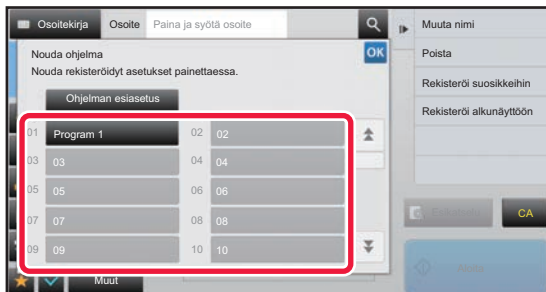 Osoitekirja Osoite Paina ja syötä osoite
Muuta nimi
Nouda ohjelma OK
Poista
Nouda rekisteröidyt asetukset painettaessa.
Rekisteröi suosikkeihin
Ohjelman esiasetus
Rekisteröi alkunäyttöön
01 Program 1 02 02
03 03 04 04
05 05 06 06
07 07 08 08
CA
09 09 10 10
Muut